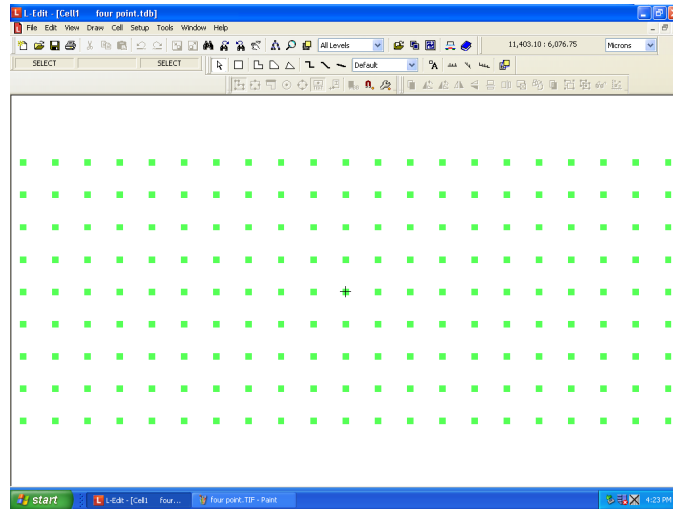 L-Edit - [Cell1 four point.tdb]
File Edit View Draw Cell Setup Tools Window Help
All Levels 11,403.10 : 6,076.75 Microns
SELECT SELECT Default
start L-Edit - [Cell1 four... four point.TIF - Paint 4:23 PM